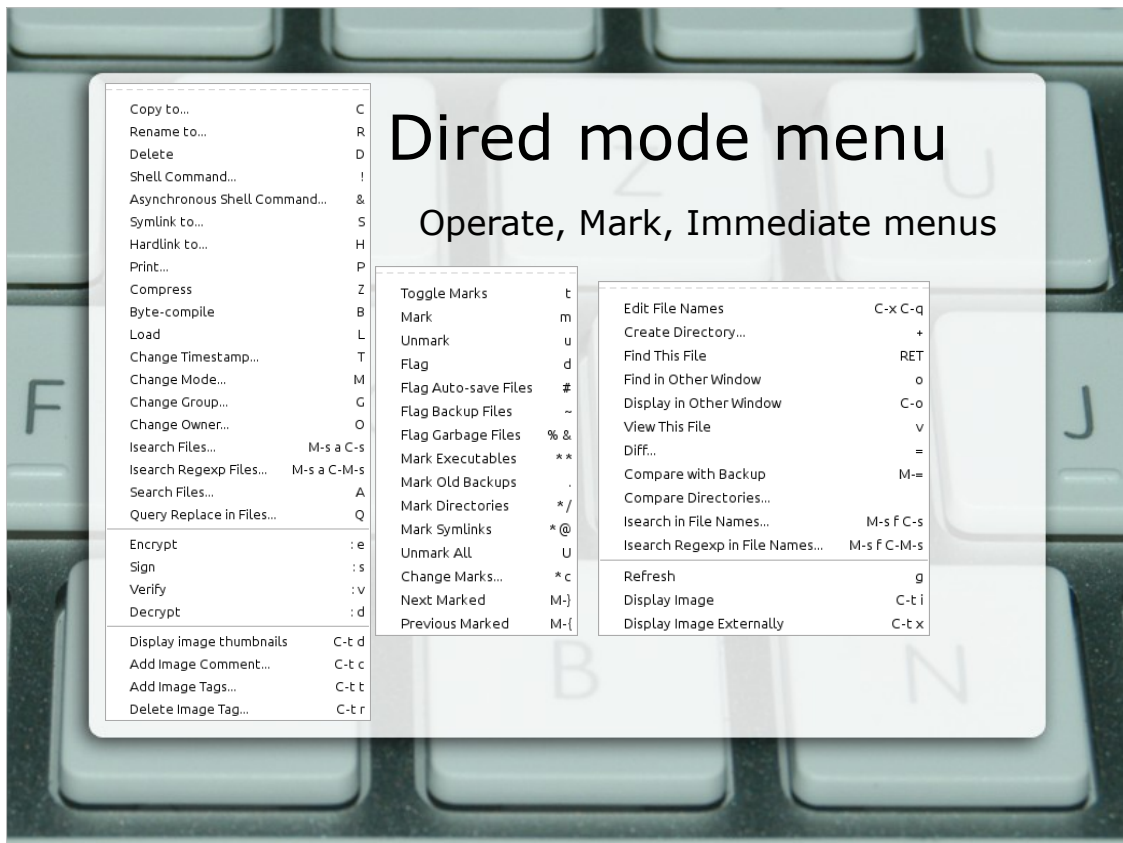 Dired mode menu
Operate, Mark, Immediate menus
Copy to... C
Rename to... R
Delete D
Shell Command... !
Asynchronous Shell Command... &
Symlink to... S
Hardlink to... H
Print... P
Compress Z
Byte-compile B
Load L
Change Timestamp... T
Change Mode... M
Change Group... G
Change Owner... O
Isearch Files... M-s a C-s
Isearch Regexp Files... M-s a C-M-s
Search Files... A
Query Replace in Files... Q
Encrypt : e
Sign : s
Verify : v
Decrypt : d
Display image thumbnails C-t d
Add Image Comment... C-t c
Add Image Tags... C-t t
Delete Image Tag... C-t r
Toggle Marks t
Mark m
Unmark u
Flag d
Flag Auto-save Files #
Flag Backup Files ~
Flag Garbage Files % &
Mark Executables * *
Mark Old Backups .
Mark Directories * /
Mark Symlinks * @
Unmark All U
Change Marks... * c
Next Marked M-}
Previous Marked M-{
Edit File Names C-x C-q
Create Directory... +
Find This File RET
Find in Other Window o
Display in Other Window C-o
View This File v
Diff... =
Compare with Backup M-=
Compare Directories...
Isearch in File Names... M-s f C-s
Isearch Regexp in File Names... M-s f C-M-s
Refresh g
Display Image C-t i
Display Image Externally C-t x
Z
U
F
J
B
N